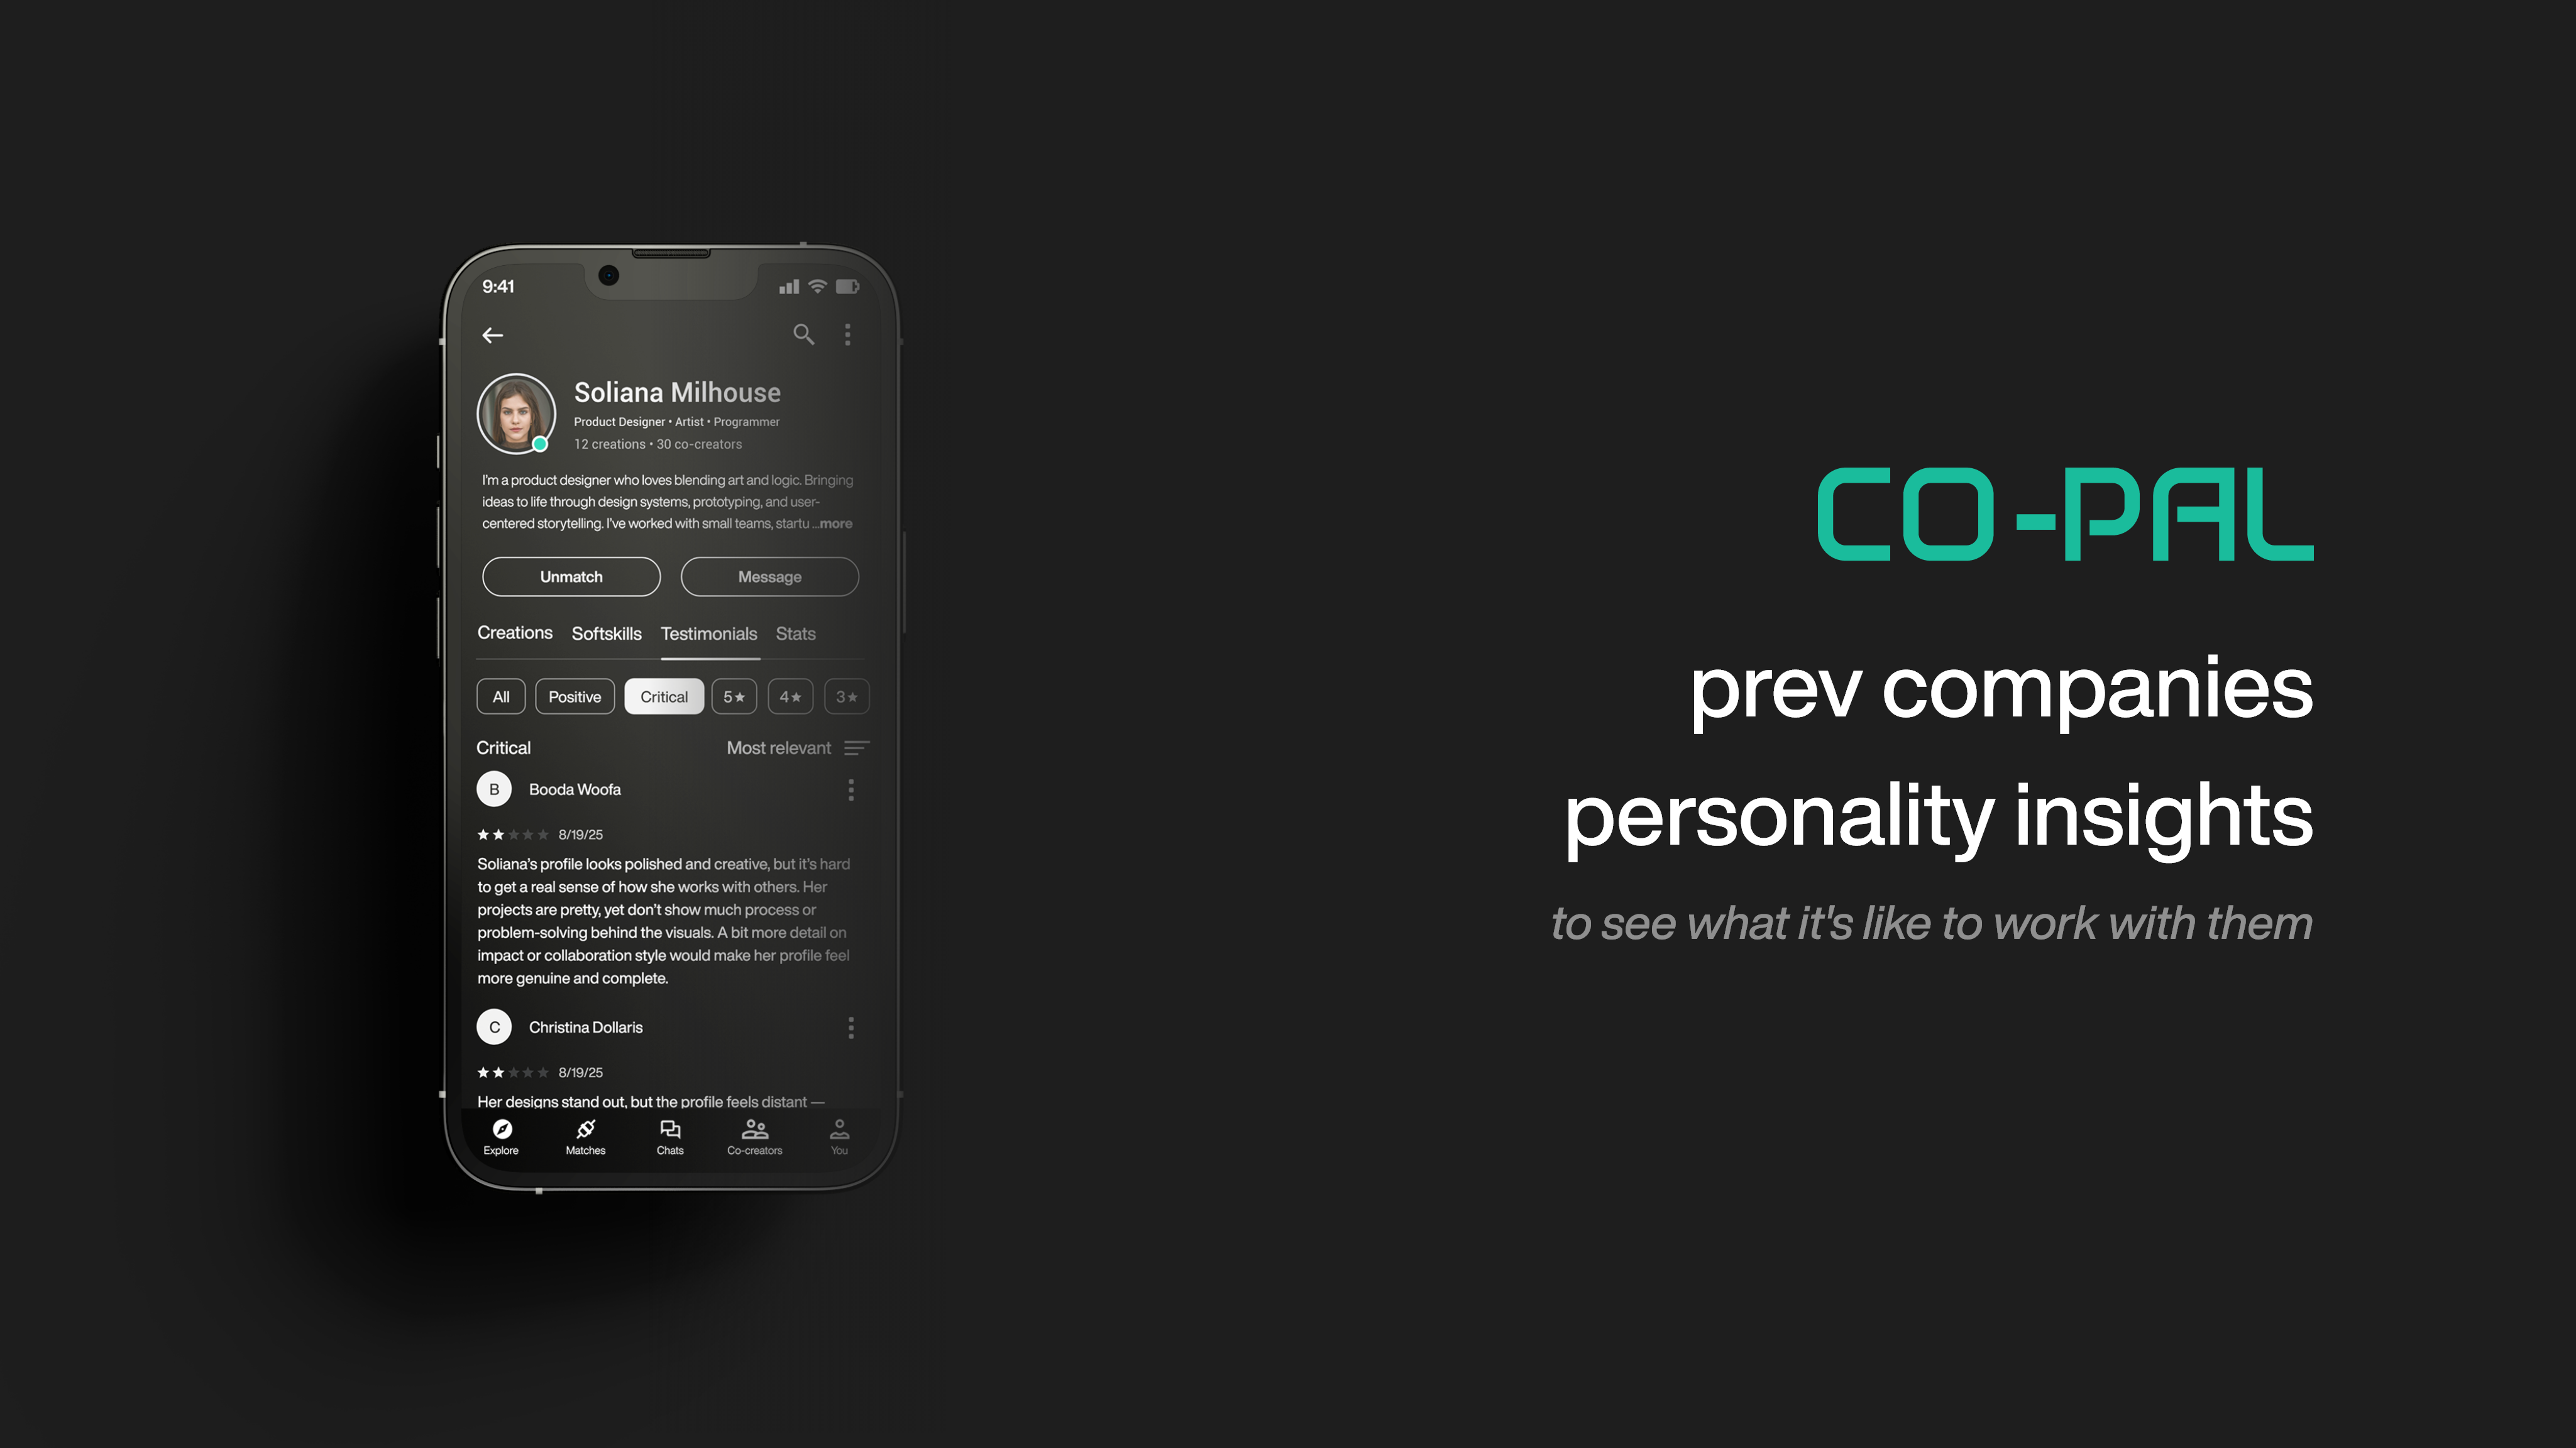 9:41
Soliana Milhouse
Product Designer • Artist • Programmer
12 creations • 30 co-creators
I'm a product designer who loves blending art and logic. Bringing
ideas to life through design systems, prototyping, and user-
centered storytelling. I've worked with small teams, startu ...more
Unmatch Message
Creations Softskills Testimonials Stats
All Positive Critical 5★ 4★ 3★
Critical Most relevant
B Booda Woofa
★★★★★ 8/19/25
Soliana's profile looks polished and creative, but it's hard
to get a real sense of how she works with others. Her
projects are pretty, yet don't show much process or
problem-solving behind the visuals. A bit more detail on
impact or collaboration style would make her profile feel
more genuine and complete.
C Christina Dollaris
★★★★★ 8/19/25
Her designs stand out, but the profile feels distant —
Explore Matches Chats Co-creators You
CO-PAL
prev companies
personality insights
to see what it's like to work with them